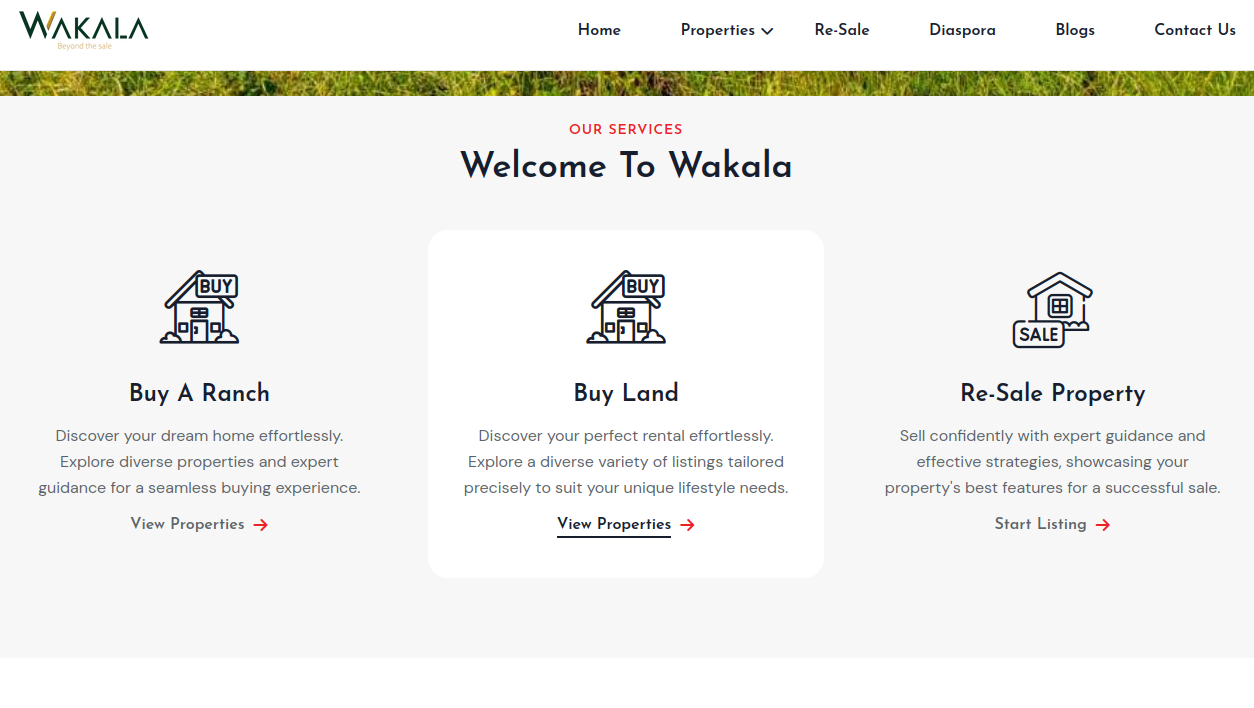 WAKALA
Beyond the sale
Home Properties Re-Sale Diaspora Blogs Contact Us
OUR SERVICES
Welcome To Wakala
BUY
Buy A Ranch
Discover your dream home effortlessly.
Explore diverse properties and expert
guidance for a seamless buying experience.
View Properties
BUY
Buy Land
Discover your perfect rental effortlessly.
Explore a diverse variety of listings tailored
precisely to suit your unique lifestyle needs.
View Properties
SALE
Re-Sale Property
Sell confidently with expert guidance and
effective strategies, showcasing your
property's best features for a successful sale.
Start Listing